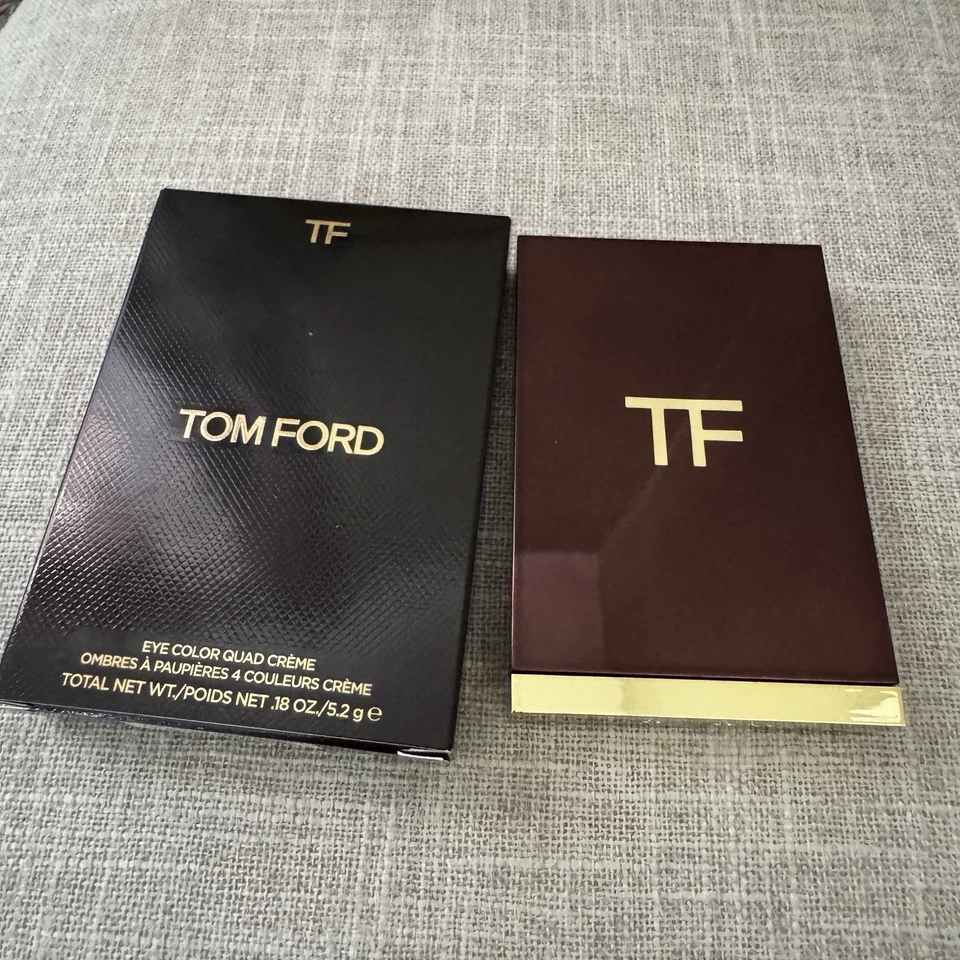 TF
TOM FORD
EYE COLOR QUAD CRÈME
OMBRES À PAUPIÈRES 4 COULEURS CRÈME
TOTAL NET WT./POIDS NET .18 OZ./5.2 g ℮
TF